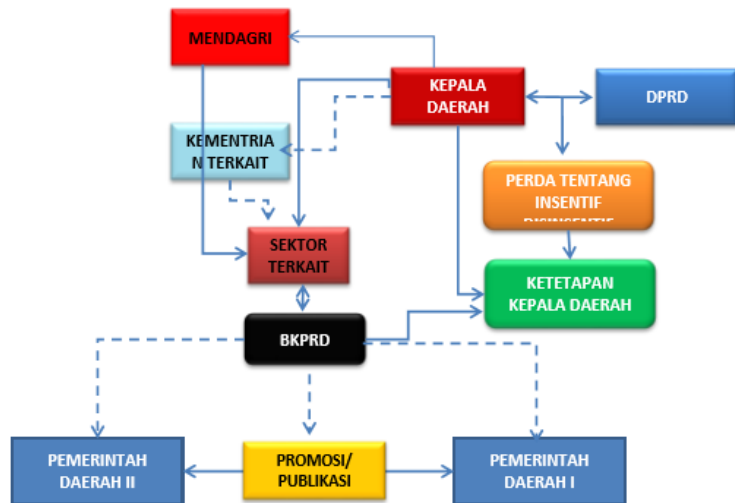 MENDAGRI
KEPALA
DAERAH
DPRD
KEMENTRIA
N TERKAIT
PERDA TENTANG
INSENTIF
DISINSENTIF
SEKTOR
TERKAIT
KETETAPAN
KEPALA DAERAH
BKPRD
PEMERINTAH
DAERAH II
PROMOSI/
PUBLIKASI
PEMERINTAH
DAERAH I